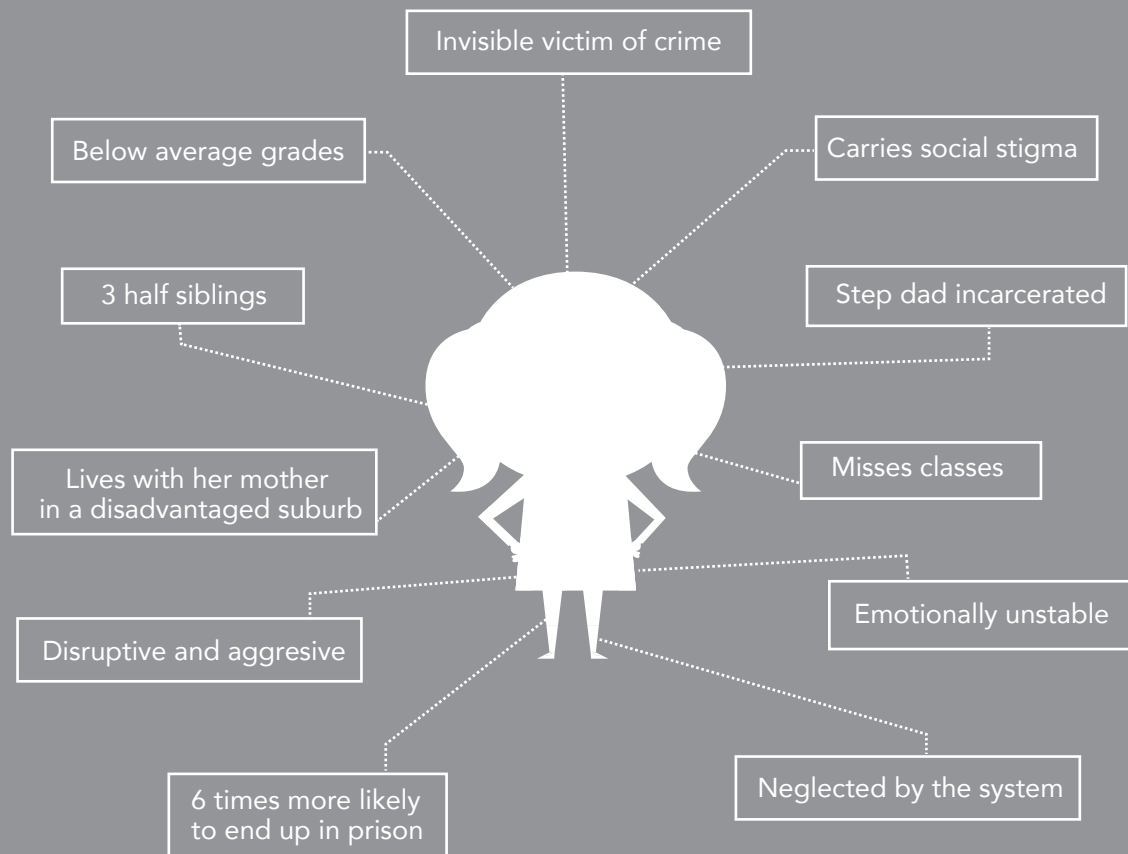 Invisible victim of crime
Below average grades
Carries social stigma
3 half siblings
Step dad incarcerated
Lives with her mother
in a disadvantaged suburb
Misses classes
Disruptive and aggresive
Emotionally unstable
6 times more likely
to end up in prison
Neglected by the system